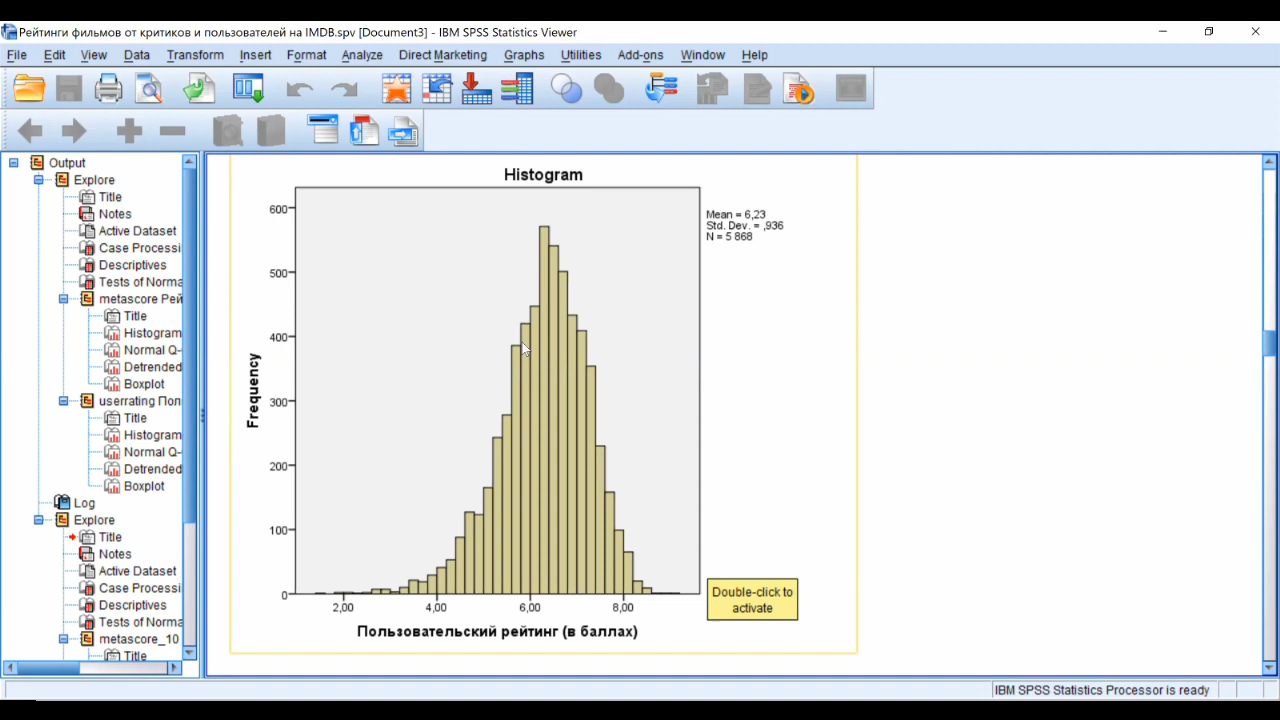 Рейтинги фильмов от критиков и пользователей на IMDB.spv [Document3] - IBM SPSS Statistics Viewer
File Edit View Data Transform Insert Format Analyze Direct Marketing Graphs Utilities Add-ons Window Help
Output
Explore
Title
Notes
Active Dataset
Case Processi
Descriptives
Tests of Norma
metascore Рей
Title
Histogram
Normal Q-
Detrended
Boxplot
userrating Пол
Title
Histogram
Normal Q-
Detrended
Boxplot
Log
Explore
Title
Notes
Active Dataset
Case Processi
Descriptives
Tests of Norma
metascore_10
Title
Histogram
Mean = 6,23
Std. Dev. = ,936
N = 5 868
Frequency
600
500
400
300
200
100
0
2,00 4,00 6,00 8,00
Пользовательский рейтинг (в баллах)
Double-click to
activate
IBM SPSS Statistics Processor is ready